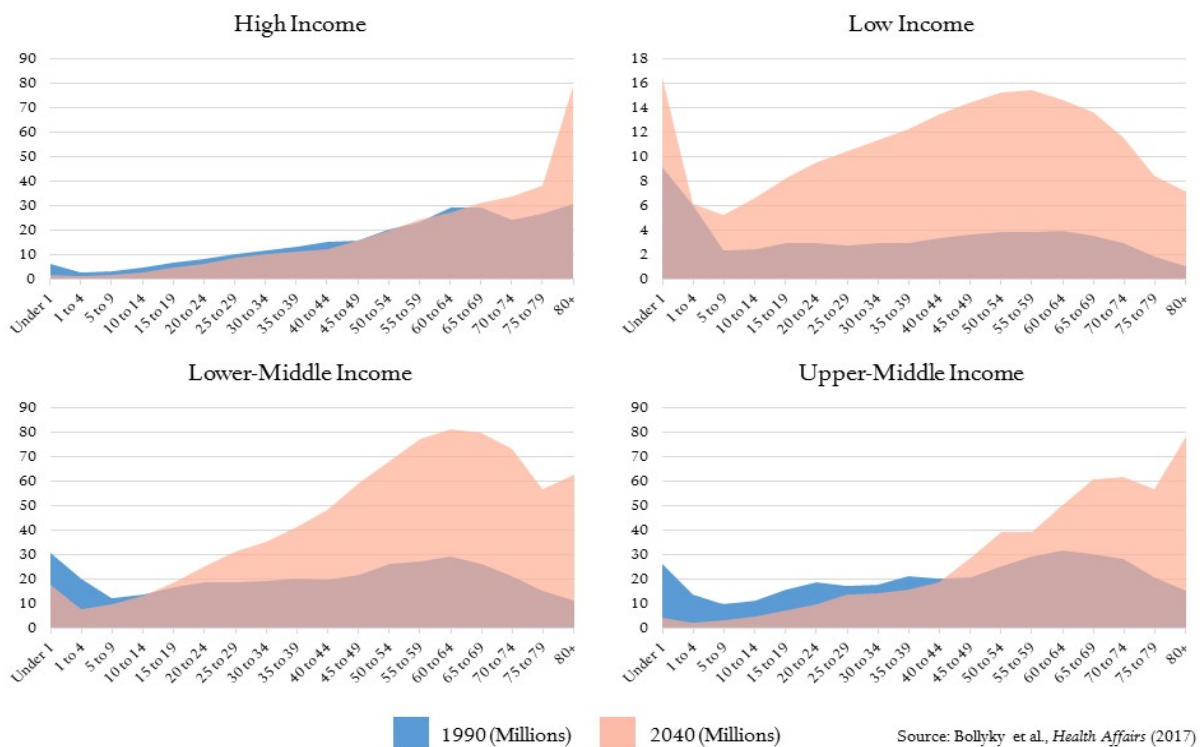 High Income
90
80
70
60
50
40
30
20
10
0
Under 1
1 to 4
5 to 9
10 to 14
15 to 19
20 to 24
25 to 29
30 to 34
35 to 39
40 to 44
45 to 49
50 to 54
55 to 59
60 to 64
65 to 69
70 to 74
75 to 79
80+
Low Income
18
16
14
12
10
8
6
4
2
0
Under 1
1 to 4
5 to 9
10 to 14
15 to 19
20 to 24
25 to 29
30 to 34
35 to 39
40 to 44
45 to 49
50 to 54
55 to 59
60 to 64
65 to 69
70 to 74
75 to 79
80+
Lower-Middle Income
90
80
70
60
50
40
30
20
10
0
Under 1
1 to 4
5 to 9
10 to 14
15 to 19
20 to 24
25 to 29
30 to 34
35 to 39
40 to 44
45 to 49
50 to 54
55 to 59
60 to 64
65 to 69
70 to 74
75 to 79
80+
Upper-Middle Income
90
80
70
60
50
40
30
20
10
0
Under 1
1 to 4
5 to 9
10 to 14
15 to 19
20 to 24
25 to 29
30 to 34
35 to 39
40 to 44
45 to 49
50 to 54
55 to 59
60 to 64
65 to 69
70 to 74
75 to 79
80+
1990 (Millions)
2040 (Millions)
Source: Bollyky et al., Health Affairs (2017)